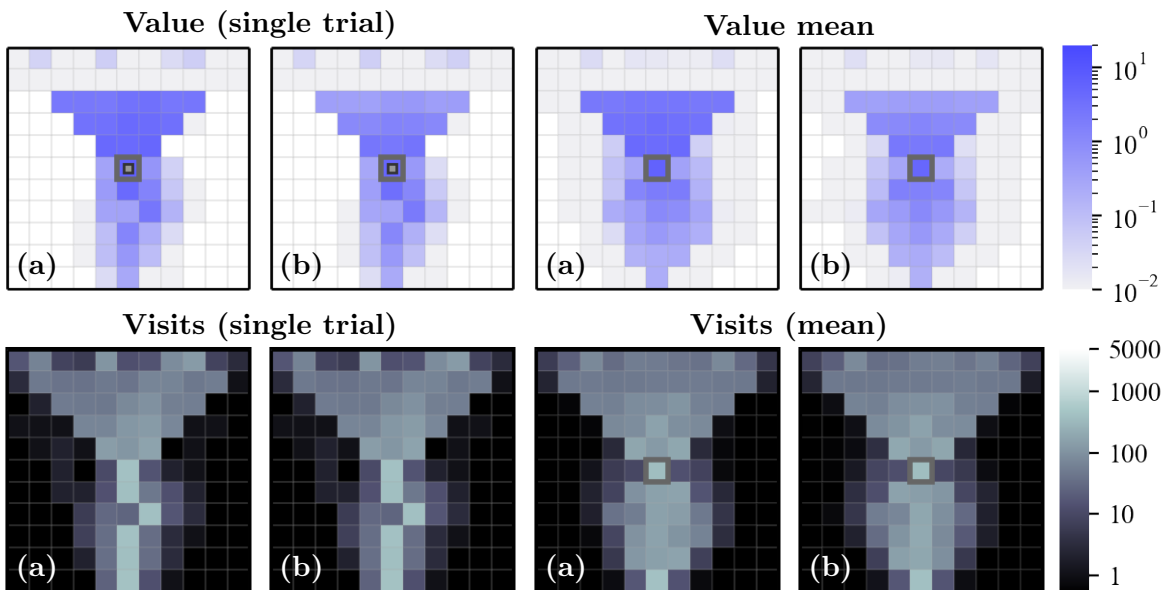 Value (single trial)
Value mean
(a)
(b)
(a)
(b)
10^1
10^0
10^-1
10^-2
Visits (single trial)
Visits (mean)
(a)
(b)
(a)
(b)
5000
1000
100
10
1